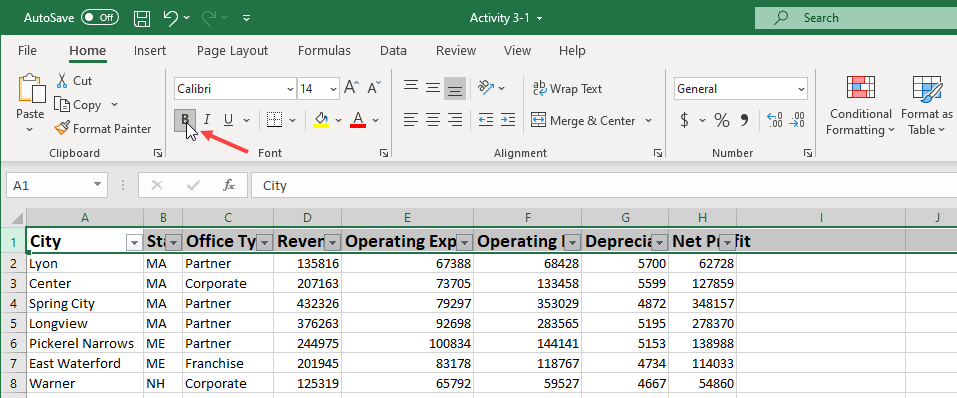 AutoSave Off Activity 3-1 Search
File Home Insert Page Layout Formulas Data Review View Help
Cut Calibri 14 A A ab Wrap Text General
Paste Copy B I U A Merge & Center $ % , .00 .0 Conditional Format as
Format Painter Formatting Table
Clipboard Font Alignment Number
A1 fx City
A B C D E F G H I J
1 City Sta Office Ty Reven Operating Exp Operating Deprecia Net Profit
2 Lyon MA Partner 135816 67388 68428 5700 62728
3 Center MA Corporate 207163 73705 133458 5599 127859
4 Spring City MA Partner 432326 79297 353029 4872 348157
5 Longview MA Partner 376263 92698 283565 5195 278370
6 Pickerel Narrows ME Partner 244975 100834 144141 5153 138988
7 East Waterford ME Franchise 201945 83178 118767 4734 114033
8 Warner NH Corporate 125319 65792 59527 4667 54860